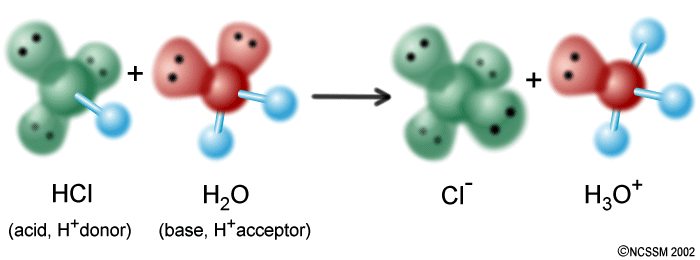 + + 
HCl H₂O Cl⁻ H₃O⁺
(acid, H⁺donor) (base, H⁺acceptor)
©NCSSM 2002